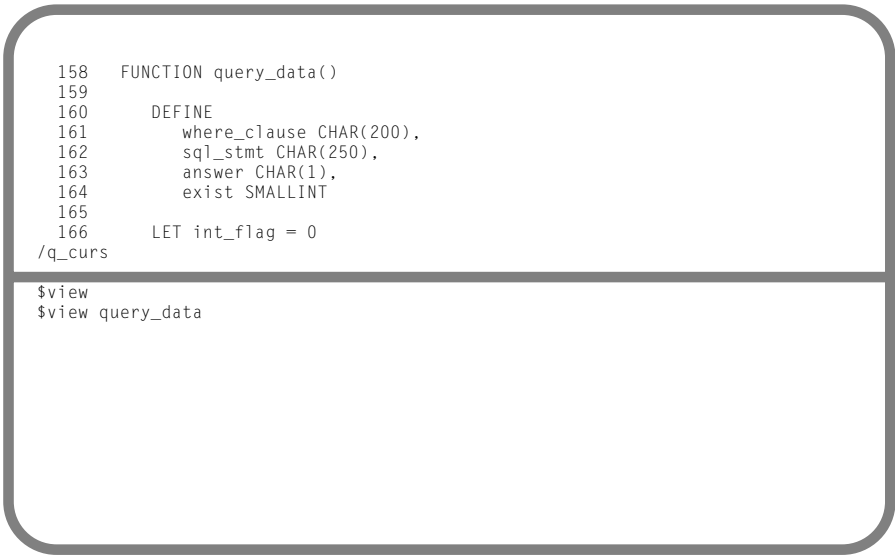 158 FUNCTION query_data()
159
160 DEFINE
161 where_clause CHAR(200),
162 sql_stmt CHAR(250),
163 answer CHAR(1),
164 exist SMALLINT
165
166 LET int_flag = 0
/q_curs
$view
$view query_data